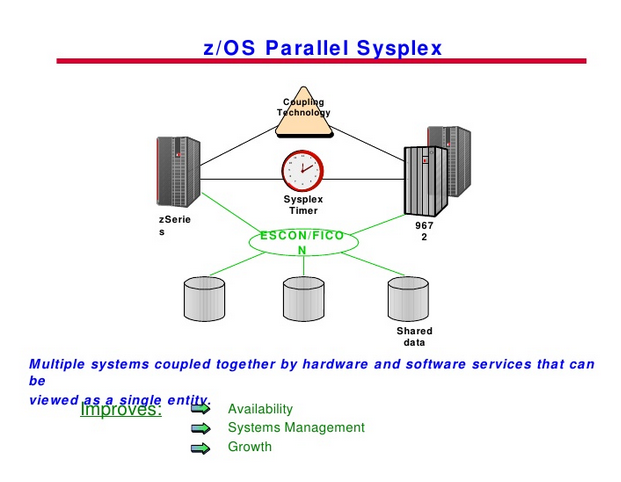 z/OS Parallel Sysplex
Coupling
Technology
Sysplex
Timer
zSerie
s
967
2
ESCON/FICO
N
Shared
data
Multiple systems coupled together by hardware and software services that can
be
viewed as a single entity.
Improves:
Availability
Systems Management
Growth